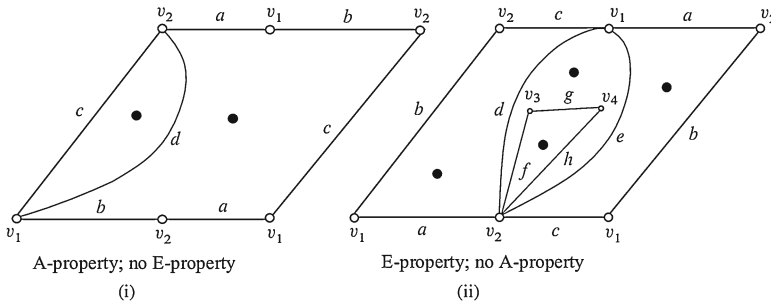 v₂ a v₁ b v₂
c d c
v₁ b v₂ a v₁
A-property; no E-property
(i)
v₂ c v₁ a v₂
b d v₃ g v₄ e b
f h
v₁ a v₂ c v₁
E-property; no A-property
(ii)